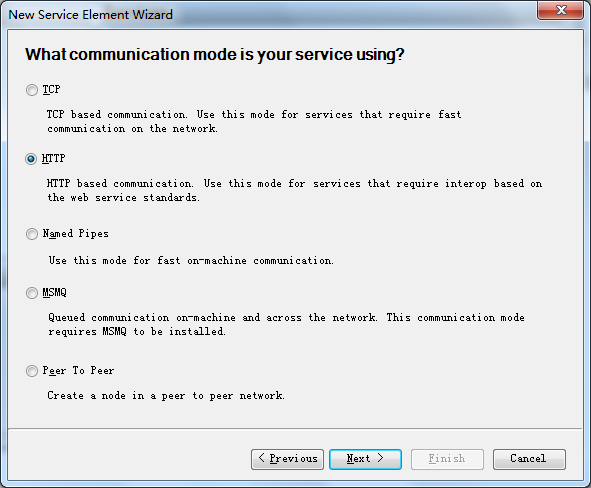 New Service Element Wizard
What communication mode is your service using?
TCP
TCP based communication. Use this mode for services that require fast
communication on the network.
HTTP
HTTP based communication. Use this mode for services that require interop based on
the web service standards.
Named Pipes
Use this mode for fast on-machine communication.
MSMQ
Queued communication on-machine and across the network. This communication mode
requires MSMQ to be installed.
Peer To Peer
Create a node in a peer to peer network.
< Previous
Next >
Finish
Cancel